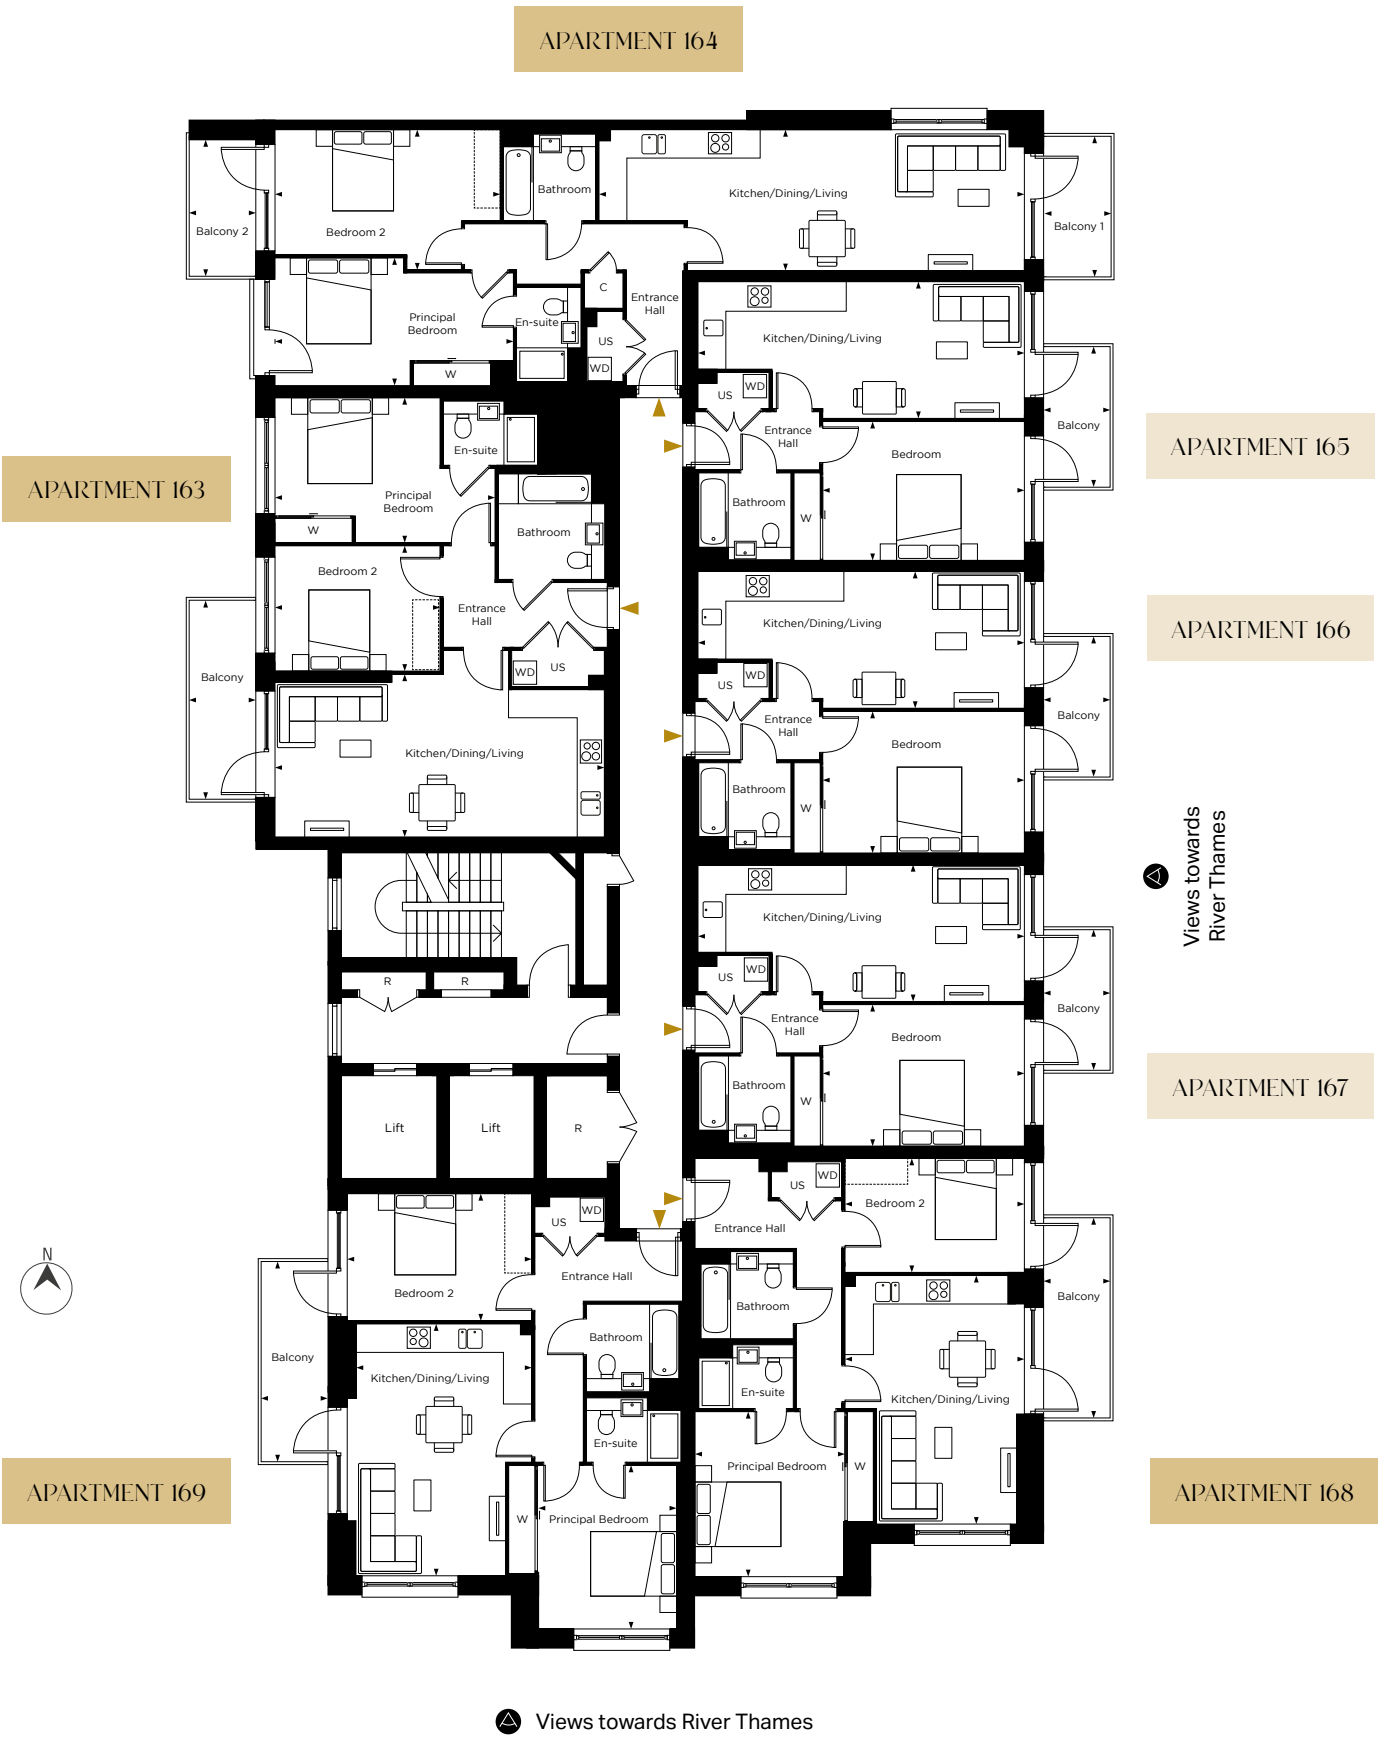 APARTMENT 164
Bathroom
Kitchen/Dining/Living
Balcony 2
Bedroom 2
Balcony 1
C
Entrance
Hall
Principal
Bedroom
En-suite
US
WD
W
Kitchen/Dining/Living
US
WD
Entrance
Hall
Balcony
Bedroom
Bathroom
W
APARTMENT 165
APARTMENT 163
En-suite
Principal
Bedroom
W
Bathroom
Bedroom 2
Entrance
Hall
WD
US
Balcony
Kitchen/Dining/Living
Kitchen/Dining/Living
US
WD
Entrance
Hall
Balcony
Bedroom
Bathroom
W
APARTMENT 166
Views towards
River Thames
Kitchen/Dining/Living
US
WD
Entrance
Hall
Balcony
Bedroom
Bathroom
W
APARTMENT 167
R
R
Lift
Lift
R
US
WD
Bedroom 2
Entrance Hall
Bathroom
Balcony
En-suite
Kitchen/Dining/Living
Principal Bedroom
W
APARTMENT 168
N
US
WD
Entrance Hall
Bedroom 2
Bathroom
Balcony
Kitchen/Dining/Living
En-suite
W
Principal Bedroom
APARTMENT 169
Views towards River Thames